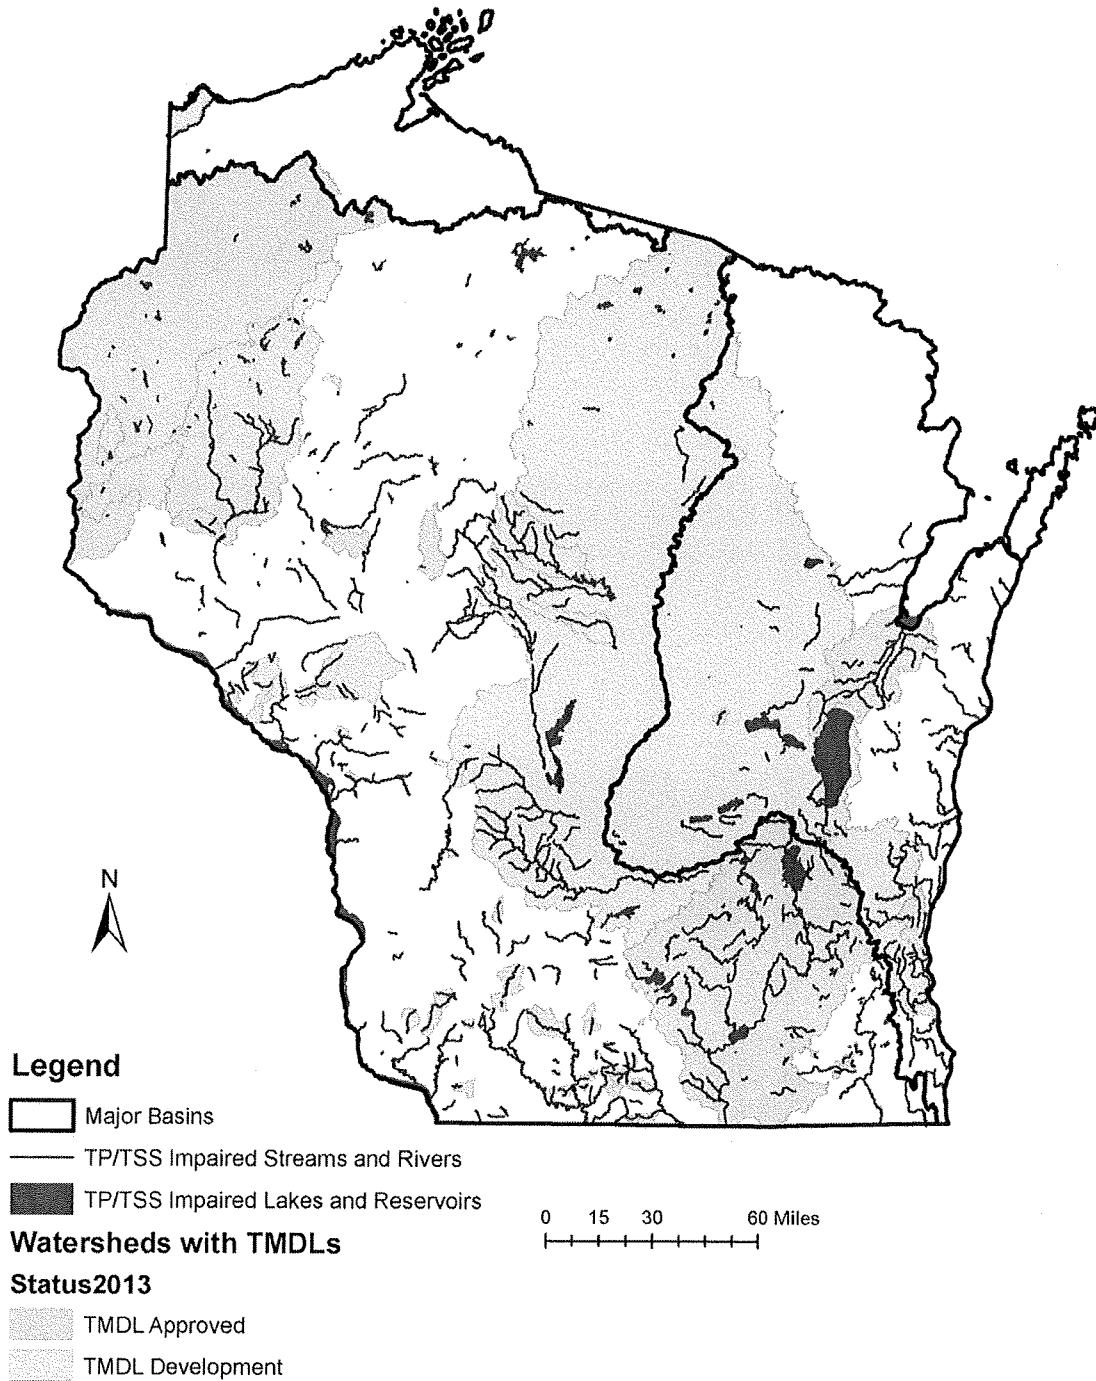 N
Legend
Major Basins
TP/TSS Impaired Streams and Rivers
TP/TSS Impaired Lakes and Reservoirs
0 15 30 60 Miles
Watersheds with TMDLs
Status2013
TMDL Approved
TMDL Development